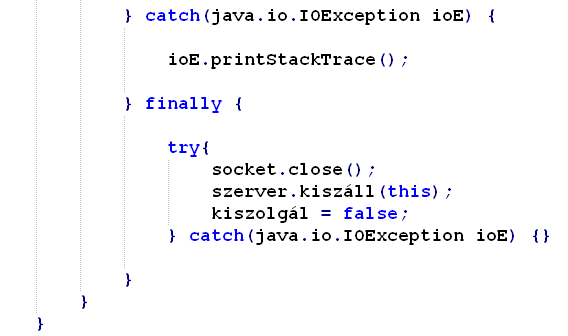 } catch(java.io.IOException ioE) {
ioE.printStackTrace();
} finally {
try{
socket.close();
szerver.kiszáll(this);
kiszolgál = false;
} catch(java.io.IOException ioE) {}
}
}
}